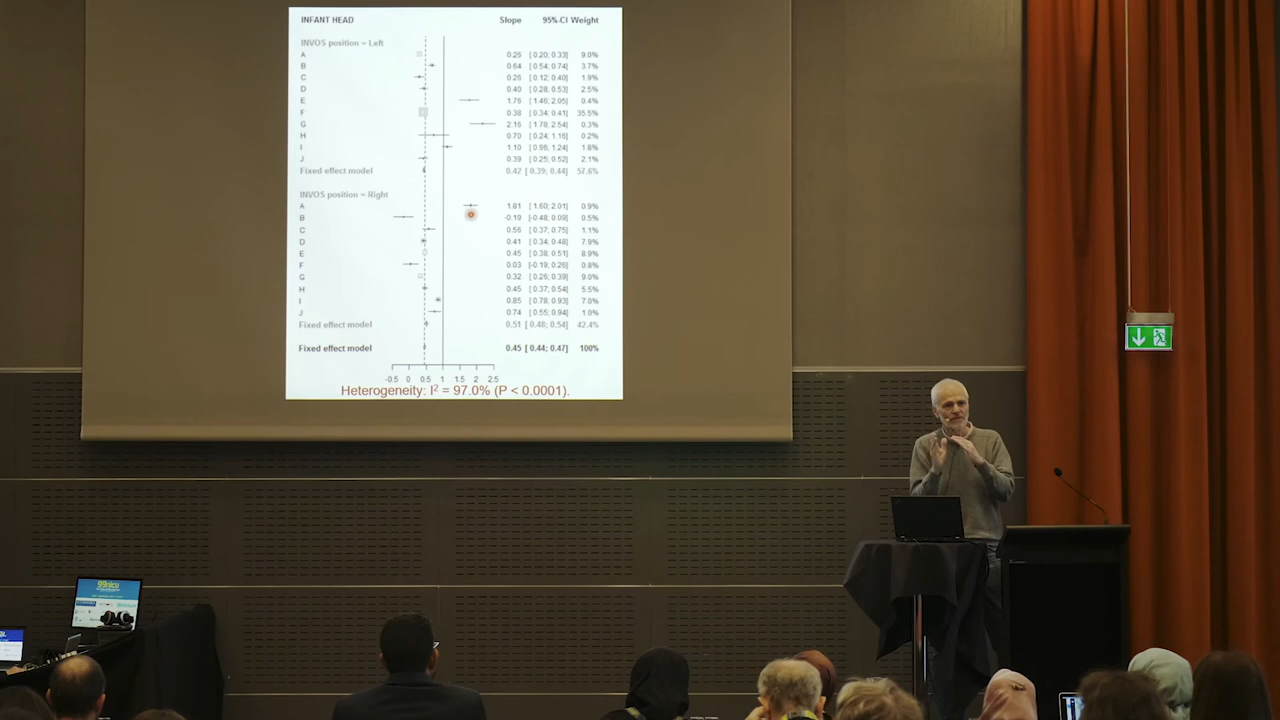 INFANT HEAD Slope 95%-CI Weight
INVOS position = Left
A 0.26 [ 0.20; 0.33] 9.0%
B 0.64 [ 0.54; 0.74] 3.7%
C 0.26 [ 0.12; 0.40] 1.9%
D 0.40 [ 0.28; 0.53] 2.5%
E 1.76 [ 1.46; 2.05] 0.4%
F 0.38 [ 0.34; 0.41] 35.5%
G 2.16 [ 1.78; 2.54] 0.3%
H 0.70 [ 0.24; 1.16] 0.2%
I 1.10 [ 0.96; 1.24] 1.8%
J 0.39 [ 0.25; 0.52] 2.1%
Fixed effect model 0.42 [ 0.39; 0.44] 57.6%
INVOS position = Right
A 1.81 [ 1.60; 2.01] 0.9%
B -0.19 [-0.48; 0.09] 0.5%
C 0.56 [ 0.37; 0.75] 1.1%
D 0.41 [ 0.34; 0.48] 7.9%
E 0.45 [ 0.38; 0.51] 8.9%
F 0.03 [-0.19; 0.26] 0.8%
G 0.32 [ 0.26; 0.39] 9.0%
H 0.45 [ 0.37; 0.54] 5.5%
I 0.85 [ 0.78; 0.93] 7.0%
J 0.74 [ 0.55; 0.94] 1.0%
Fixed effect model 0.51 [ 0.48; 0.54] 42.4%
Fixed effect model 0.45 [ 0.44; 0.47] 100%
-0.5 0 0.5 1 1.5 2 2.5
Heterogeneity: I² = 97.0% (P < 0.0001).
99nicu